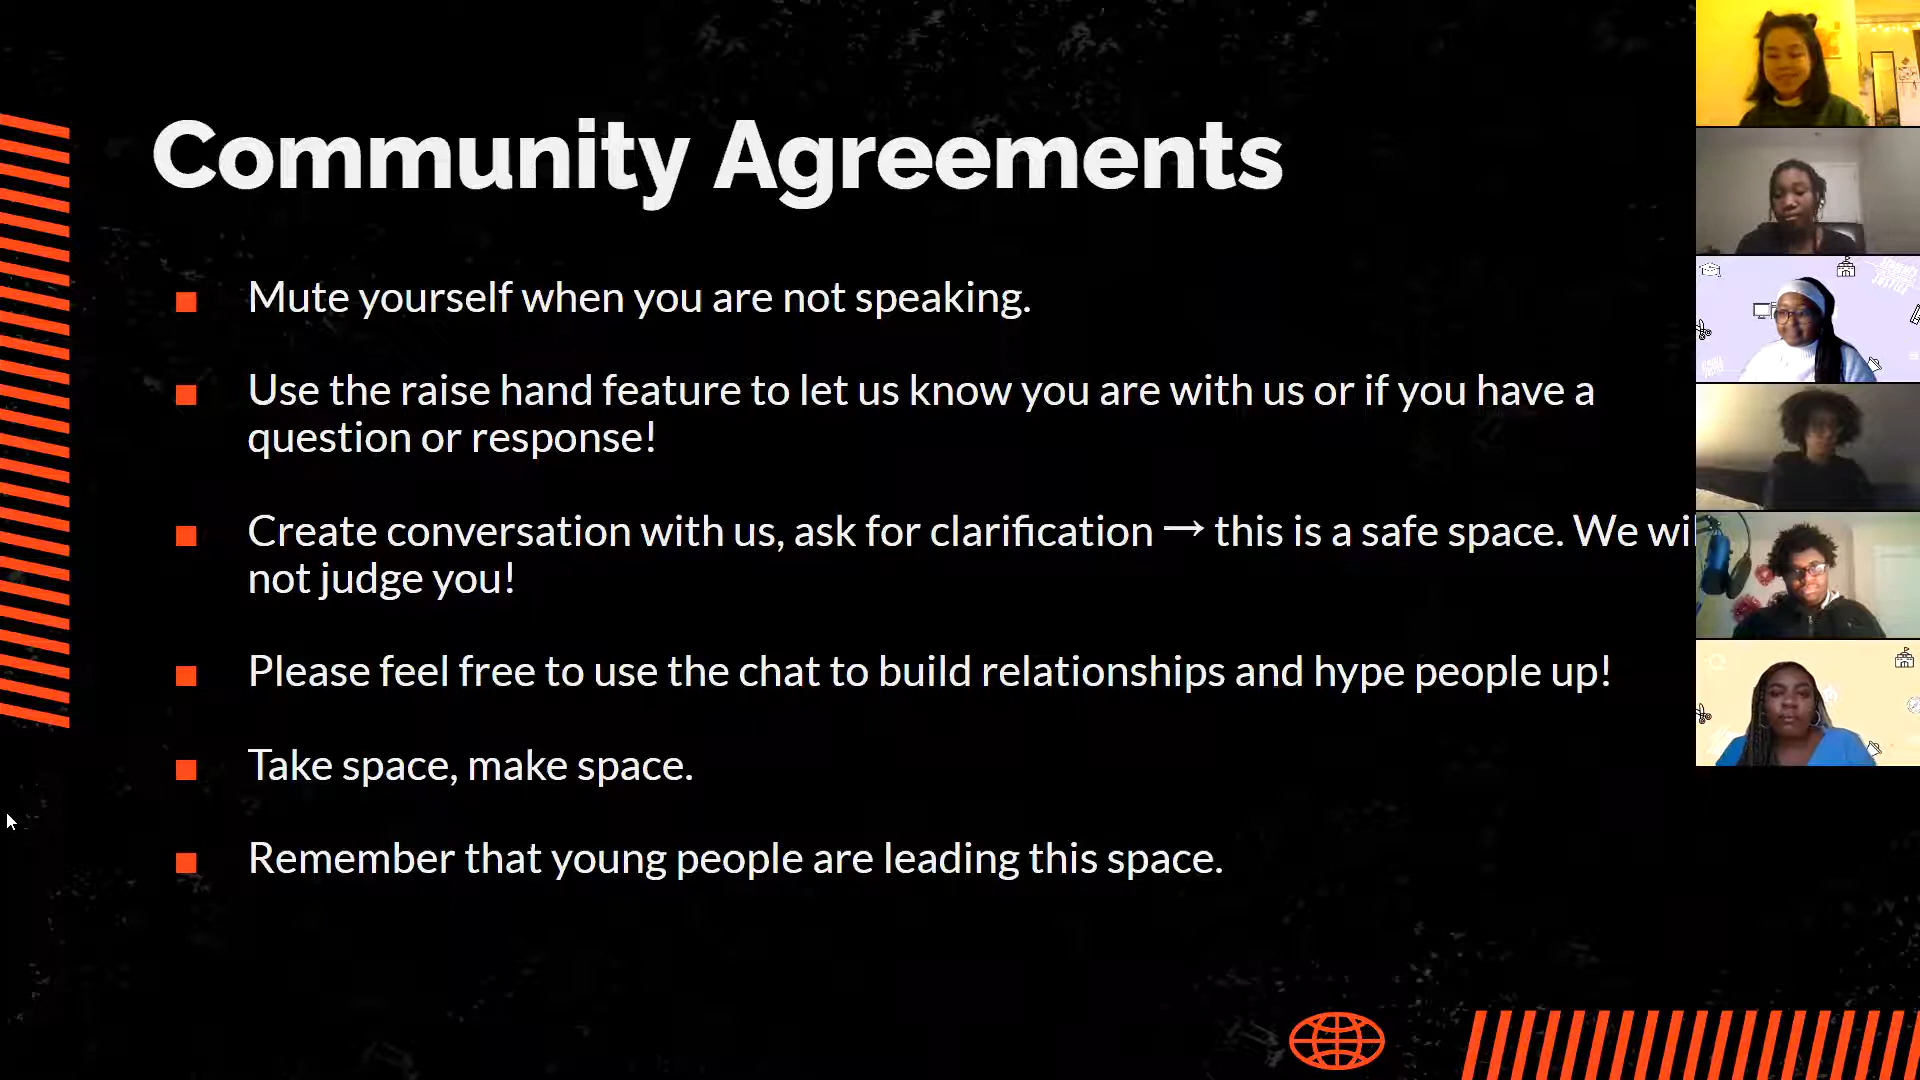 Community Agreements
Mute yourself when you are not speaking.
Use the raise hand feature to let us know you are with us or if you have a
question or response!
Create conversation with us, ask for clarification → this is a safe space. We wil
not judge you!
Please feel free to use the chat to build relationships and hype people up!
Take space, make space.
Remember that young people are leading this space.